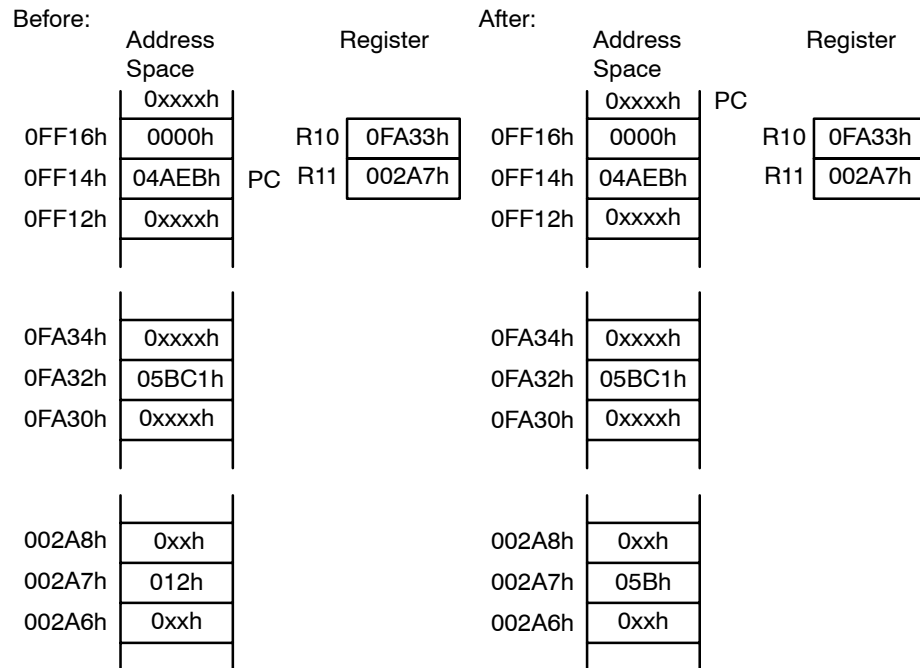 Before:
Address Space
Register
0xxxxh
0FF16h 0000h R10 0FA33h
0FF14h 04AEBh PC R11 002A7h
0FF12h 0xxxxh
0FA34h 0xxxxh
0FA32h 05BC1h
0FA30h 0xxxxh
002A8h 0xxh
002A7h 012h
002A6h 0xxh
After:
Address Space
Register
0xxxxh PC
0FF16h 0000h R10 0FA33h
0FF14h 04AEBh R11 002A7h
0FF12h 0xxxxh
0FA34h 0xxxxh
0FA32h 05BC1h
0FA30h 0xxxxh
002A8h 0xxh
002A7h 05Bh
002A6h 0xxh